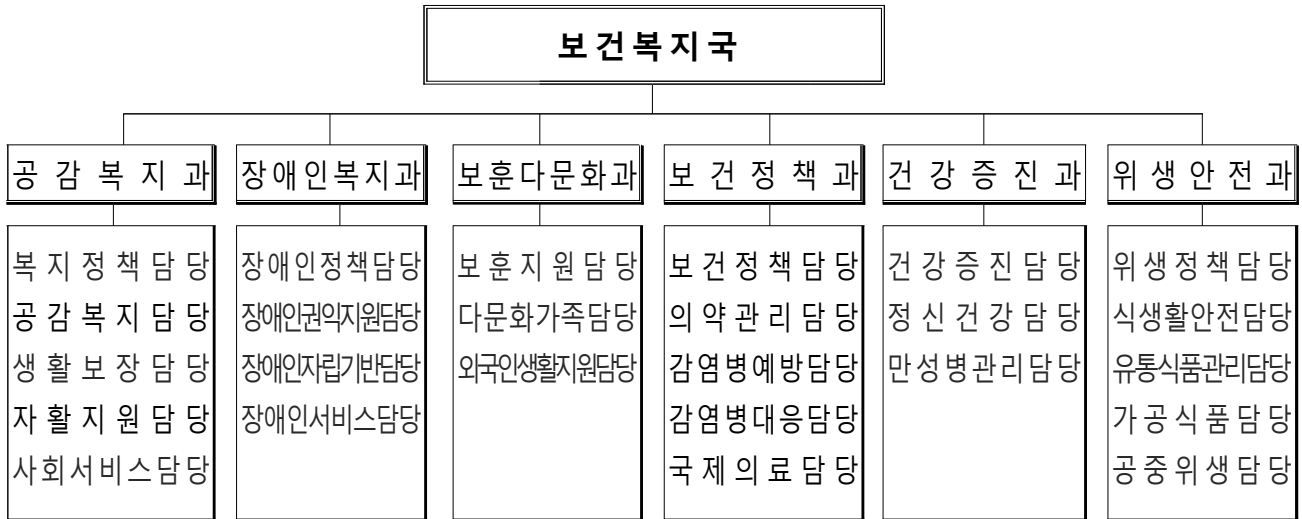 보건복지국
공감복지과
장애인복지과
보훈다문화과
보건정책과
건강증진과
위생안전과
복지정책담당
공감복지담당
생활보장담당
자활지원담당
사회서비스담당
장애인정책담당
장애인권익지원담당
장애인자립기반담당
장애인서비스담당
보훈지원담당
다문화가족담당
외국인생활지원담당
보건정책담당
의약관리담당
감염병예방담당
감염병대응담당
국제의료담당
건강증진담당
정신건강담당
만성병관리담당
위생정책담당
식생활안전담당
유통식품관리담당
가공식품담당
공중위생담당